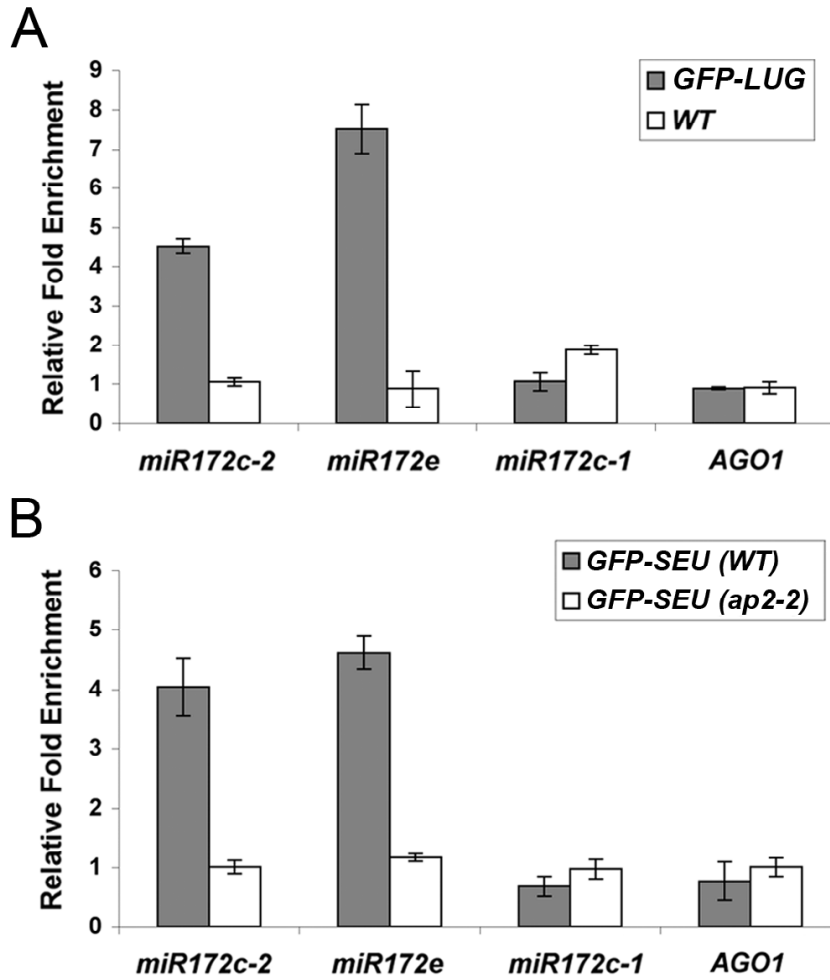 A
Relative Fold Enrichment
9
8
7
6
5
4
3
2
1
0
GFP-LUG
WT
miR172c-2 miR172e miR172c-1 AGO1
B
Relative Fold Enrichment
6
5
4
3
2
1
0
GFP-SEU (WT)
GFP-SEU (ap2-2)
miR172c-2 miR172e miR172c-1 AGO1